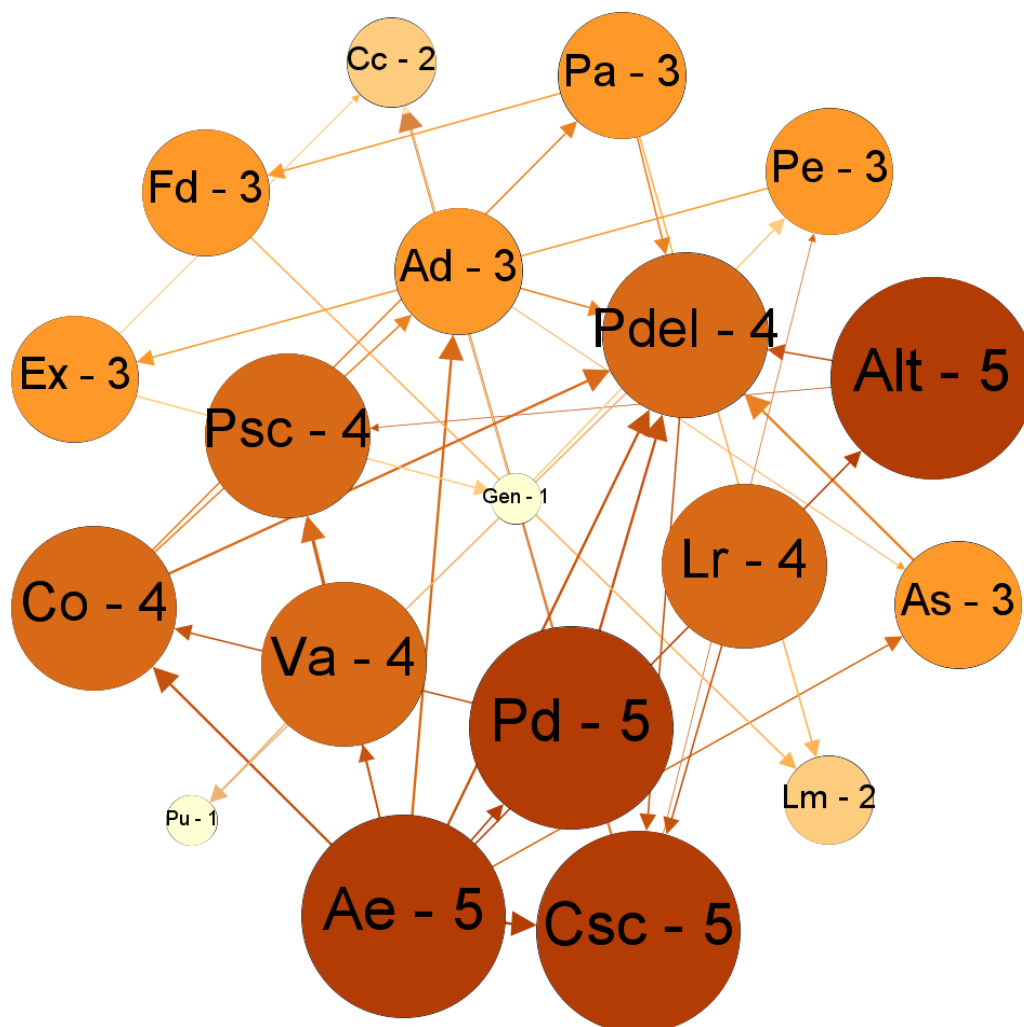 Cc - 2
Pa - 3
Pe - 3
Fd - 3
Ad - 3
Pdel - 4
Alt - 5
Ex - 3
Psc - 4
Gen - 1
Lr - 4
As - 3
Co - 4
Va - 4
Pd - 5
Lm - 2
Pu - 1
Ae - 5
Csc - 5